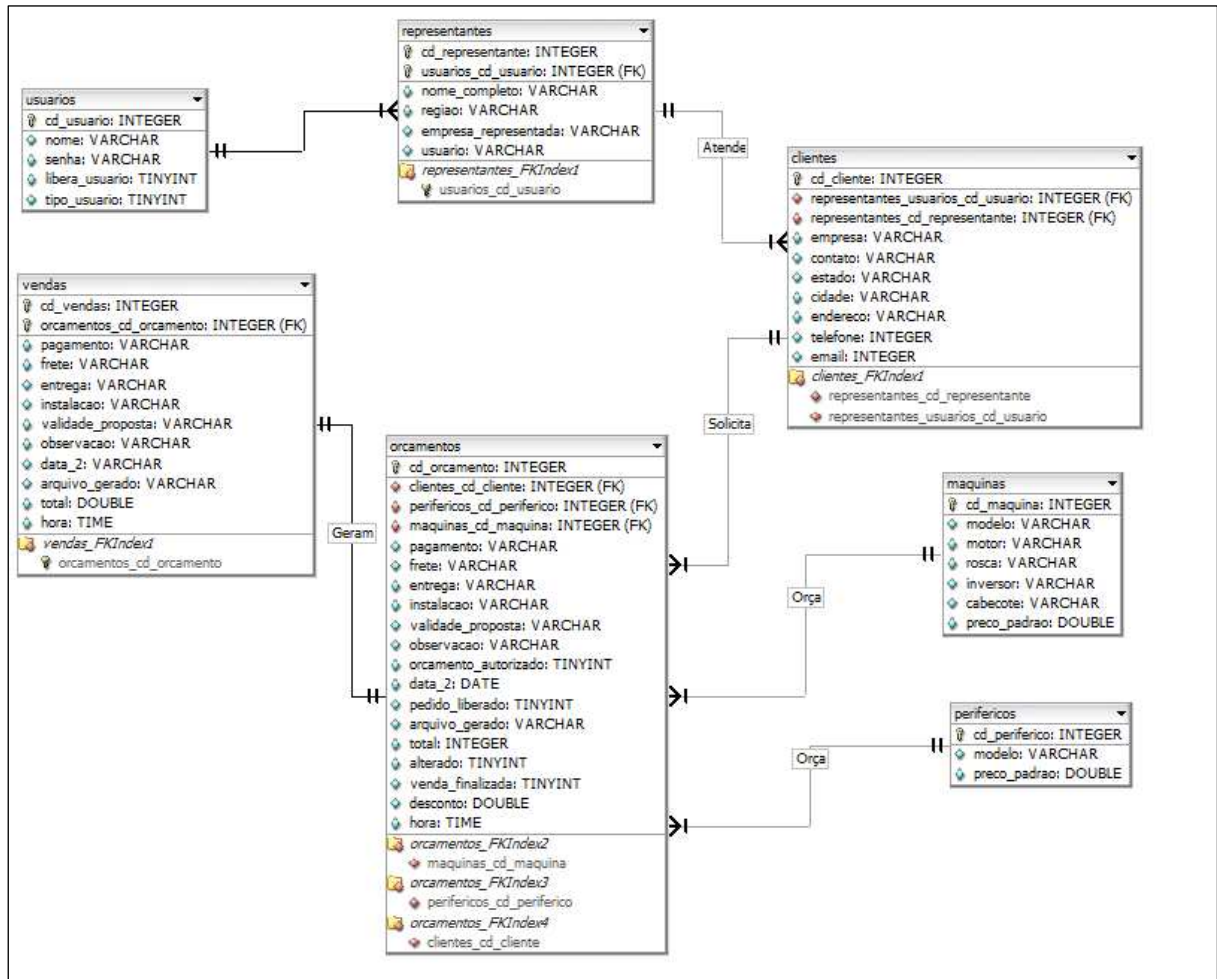 representantes
cd_representante: INTEGER
usuarios_cd_usuario: INTEGER (FK)
nome_completo: VARCHAR
regiao: VARCHAR
empresa_representada: VARCHAR
usuario: VARCHAR
representantes_FKIndex1
usuarios_cd_usuario
usuarios
cd_usuario: INTEGER
nome: VARCHAR
senha: VARCHAR
libera_usuario: TINYINT
tipo_usuario: TINYINT
Atende
clientes
cd_cliente: INTEGER
representantes_usuarios_cd_usuario: INTEGER (FK)
representantes_cd_representante: INTEGER (FK)
empresa: VARCHAR
contato: VARCHAR
estado: VARCHAR
cidade: VARCHAR
endereco: VARCHAR
telefone: INTEGER
email: INTEGER
clientes_FKIndex1
representantes_cd_representante
representantes_usuarios_cd_usuario
vendas
cd_vendas: INTEGER
orcamentos_cd_orcamento: INTEGER (FK)
pagamento: VARCHAR
frete: VARCHAR
entrega: VARCHAR
instalacao: VARCHAR
validade_proposta: VARCHAR
observacao: VARCHAR
data_2: VARCHAR
arquivo_gerado: VARCHAR
total: DOUBLE
hora: TIME
vendas_FKIndex1
orcamentos_cd_orcamento
Solicita
Geram
orcamentos
cd_orcamento: INTEGER
clientes_cd_cliente: INTEGER (FK)
perifericos_cd_periferico: INTEGER (FK)
maquinas_cd_maquina: INTEGER (FK)
pagamento: VARCHAR
frete: VARCHAR
entrega: VARCHAR
instalacao: VARCHAR
validade_proposta: VARCHAR
observacao: VARCHAR
orcamento_autorizado: TINYINT
data_2: DATE
pedido_liberado: TINYINT
arquivo_gerado: VARCHAR
total: INTEGER
alterado: TINYINT
venda_finalizada: TINYINT
desconto: DOUBLE
hora: TIME
orcamentos_FKIndex2
maquinas_cd_maquina
orcamentos_FKIndex3
perifericos_cd_periferico
orcamentos_FKIndex4
clientes_cd_cliente
Orça
maquinas
cd_maquina: INTEGER
modelo: VARCHAR
motor: VARCHAR
rosca: VARCHAR
inversor: VARCHAR
cabecote: VARCHAR
preco_padrao: DOUBLE
Orça
perifericos
cd_periferico: INTEGER
modelo: VARCHAR
preco_padrao: DOUBLE